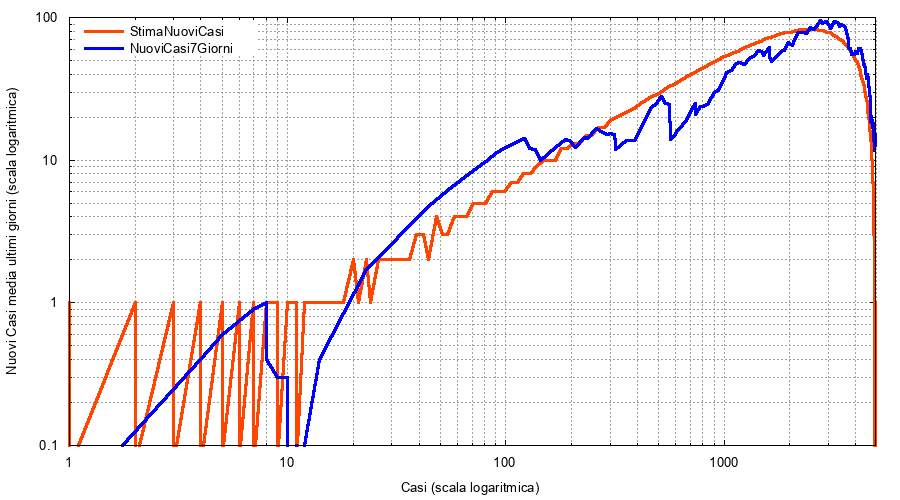 100
StimaNuoviCasi
NuoviCasi7Giorni
10
1
0.1
Nuovi Casi media ultimi giorni (scala logaritmica)
1
10
100
1000
Casi (scala logaritmica)